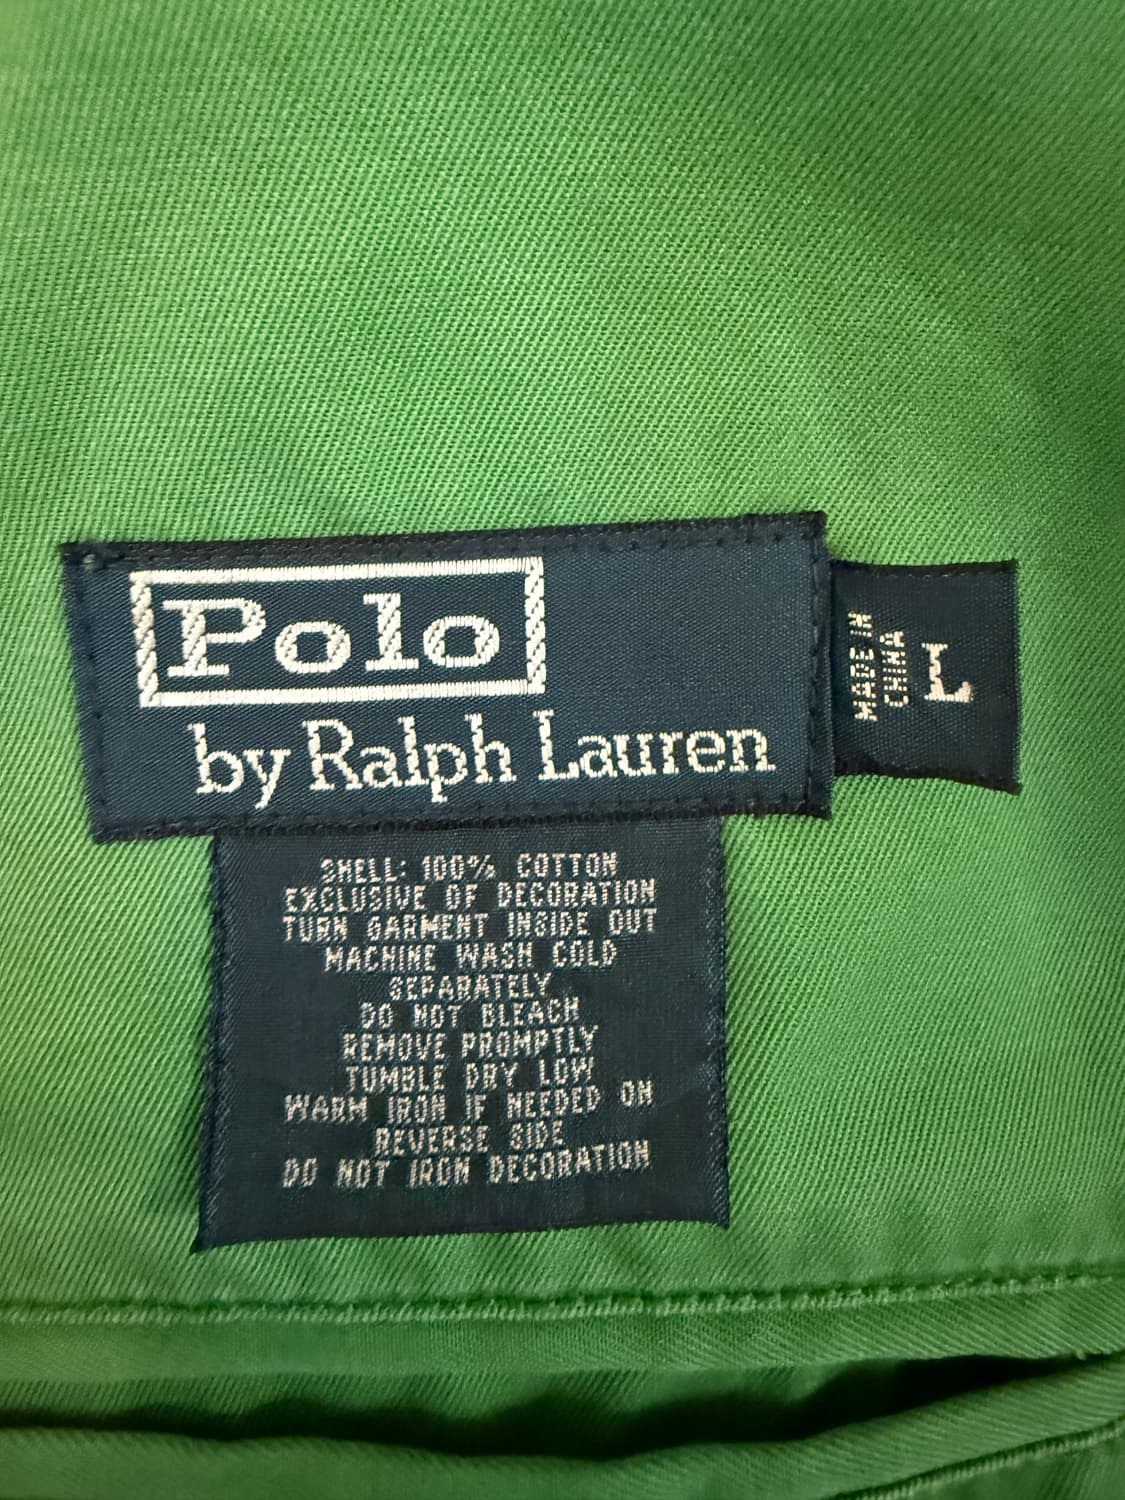 Polo
by Ralph Lauren
MADE IN
CHINA
L
SHELL: 100% COTTON
EXCLUSIVE OF DECORATION
TURN GARMENT INSIDE OUT
MACHINE WASH COLD
SEPARATELY
DO NOT BLEACH
REMOVE PROMPTLY
TUMBLE DRY LOW
WARM IRON IF NEEDED ON
REVERSE SIDE
DO NOT IRON DECORATION